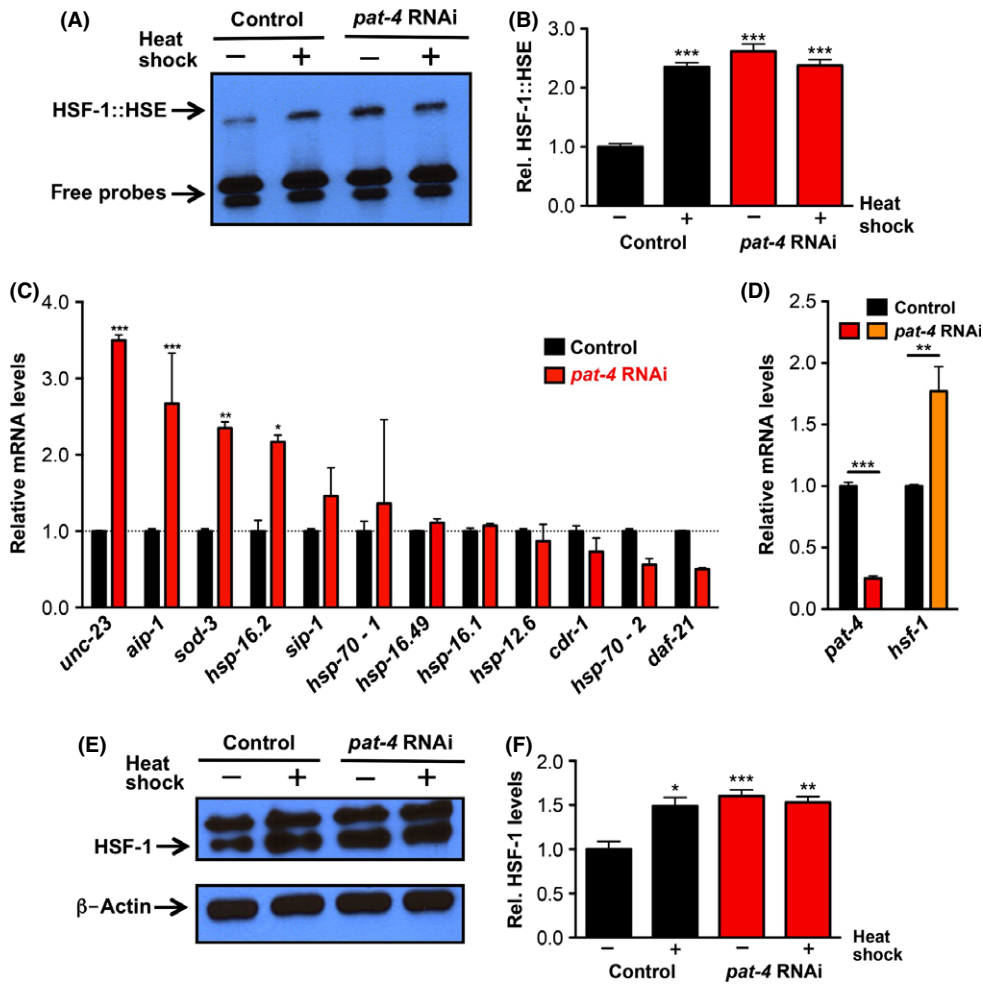 (A)
Control
pat-4 RNAi
Heat shock
− + − +
HSF-1::HSE
Free probes
(B)
Rel. HSF-1::HSE
3.0
2.0
1.0
0.0
***
***
***
− + − +
Heat shock
Control
pat-4 RNAi
(C)
Relative mRNA levels
4.0
3.0
2.0
1.0
0.0
***
***
**
*
Control
pat-4 RNAi
unc-23
aip-1
sod-3
hsp-16.2
sip-1
hsp-70 - 1
hsp-16.49
hsp-16.1
hsp-12.6
cdr-1
hsp-70 - 2
daf-21
(D)
Relative mRNA levels
2.5
2.0
1.5
1.0
0.5
0.0
Control
pat-4 RNAi
***
**
pat-4
hsf-1
(E)
Control
pat-4 RNAi
Heat shock
− + − +
HSF-1
β−Actin
(F)
Rel. HSF-1 levels
2.0
1.5
1.0
0.5
0.0
*
***
**
− + − +
Heat shock
Control
pat-4 RNAi